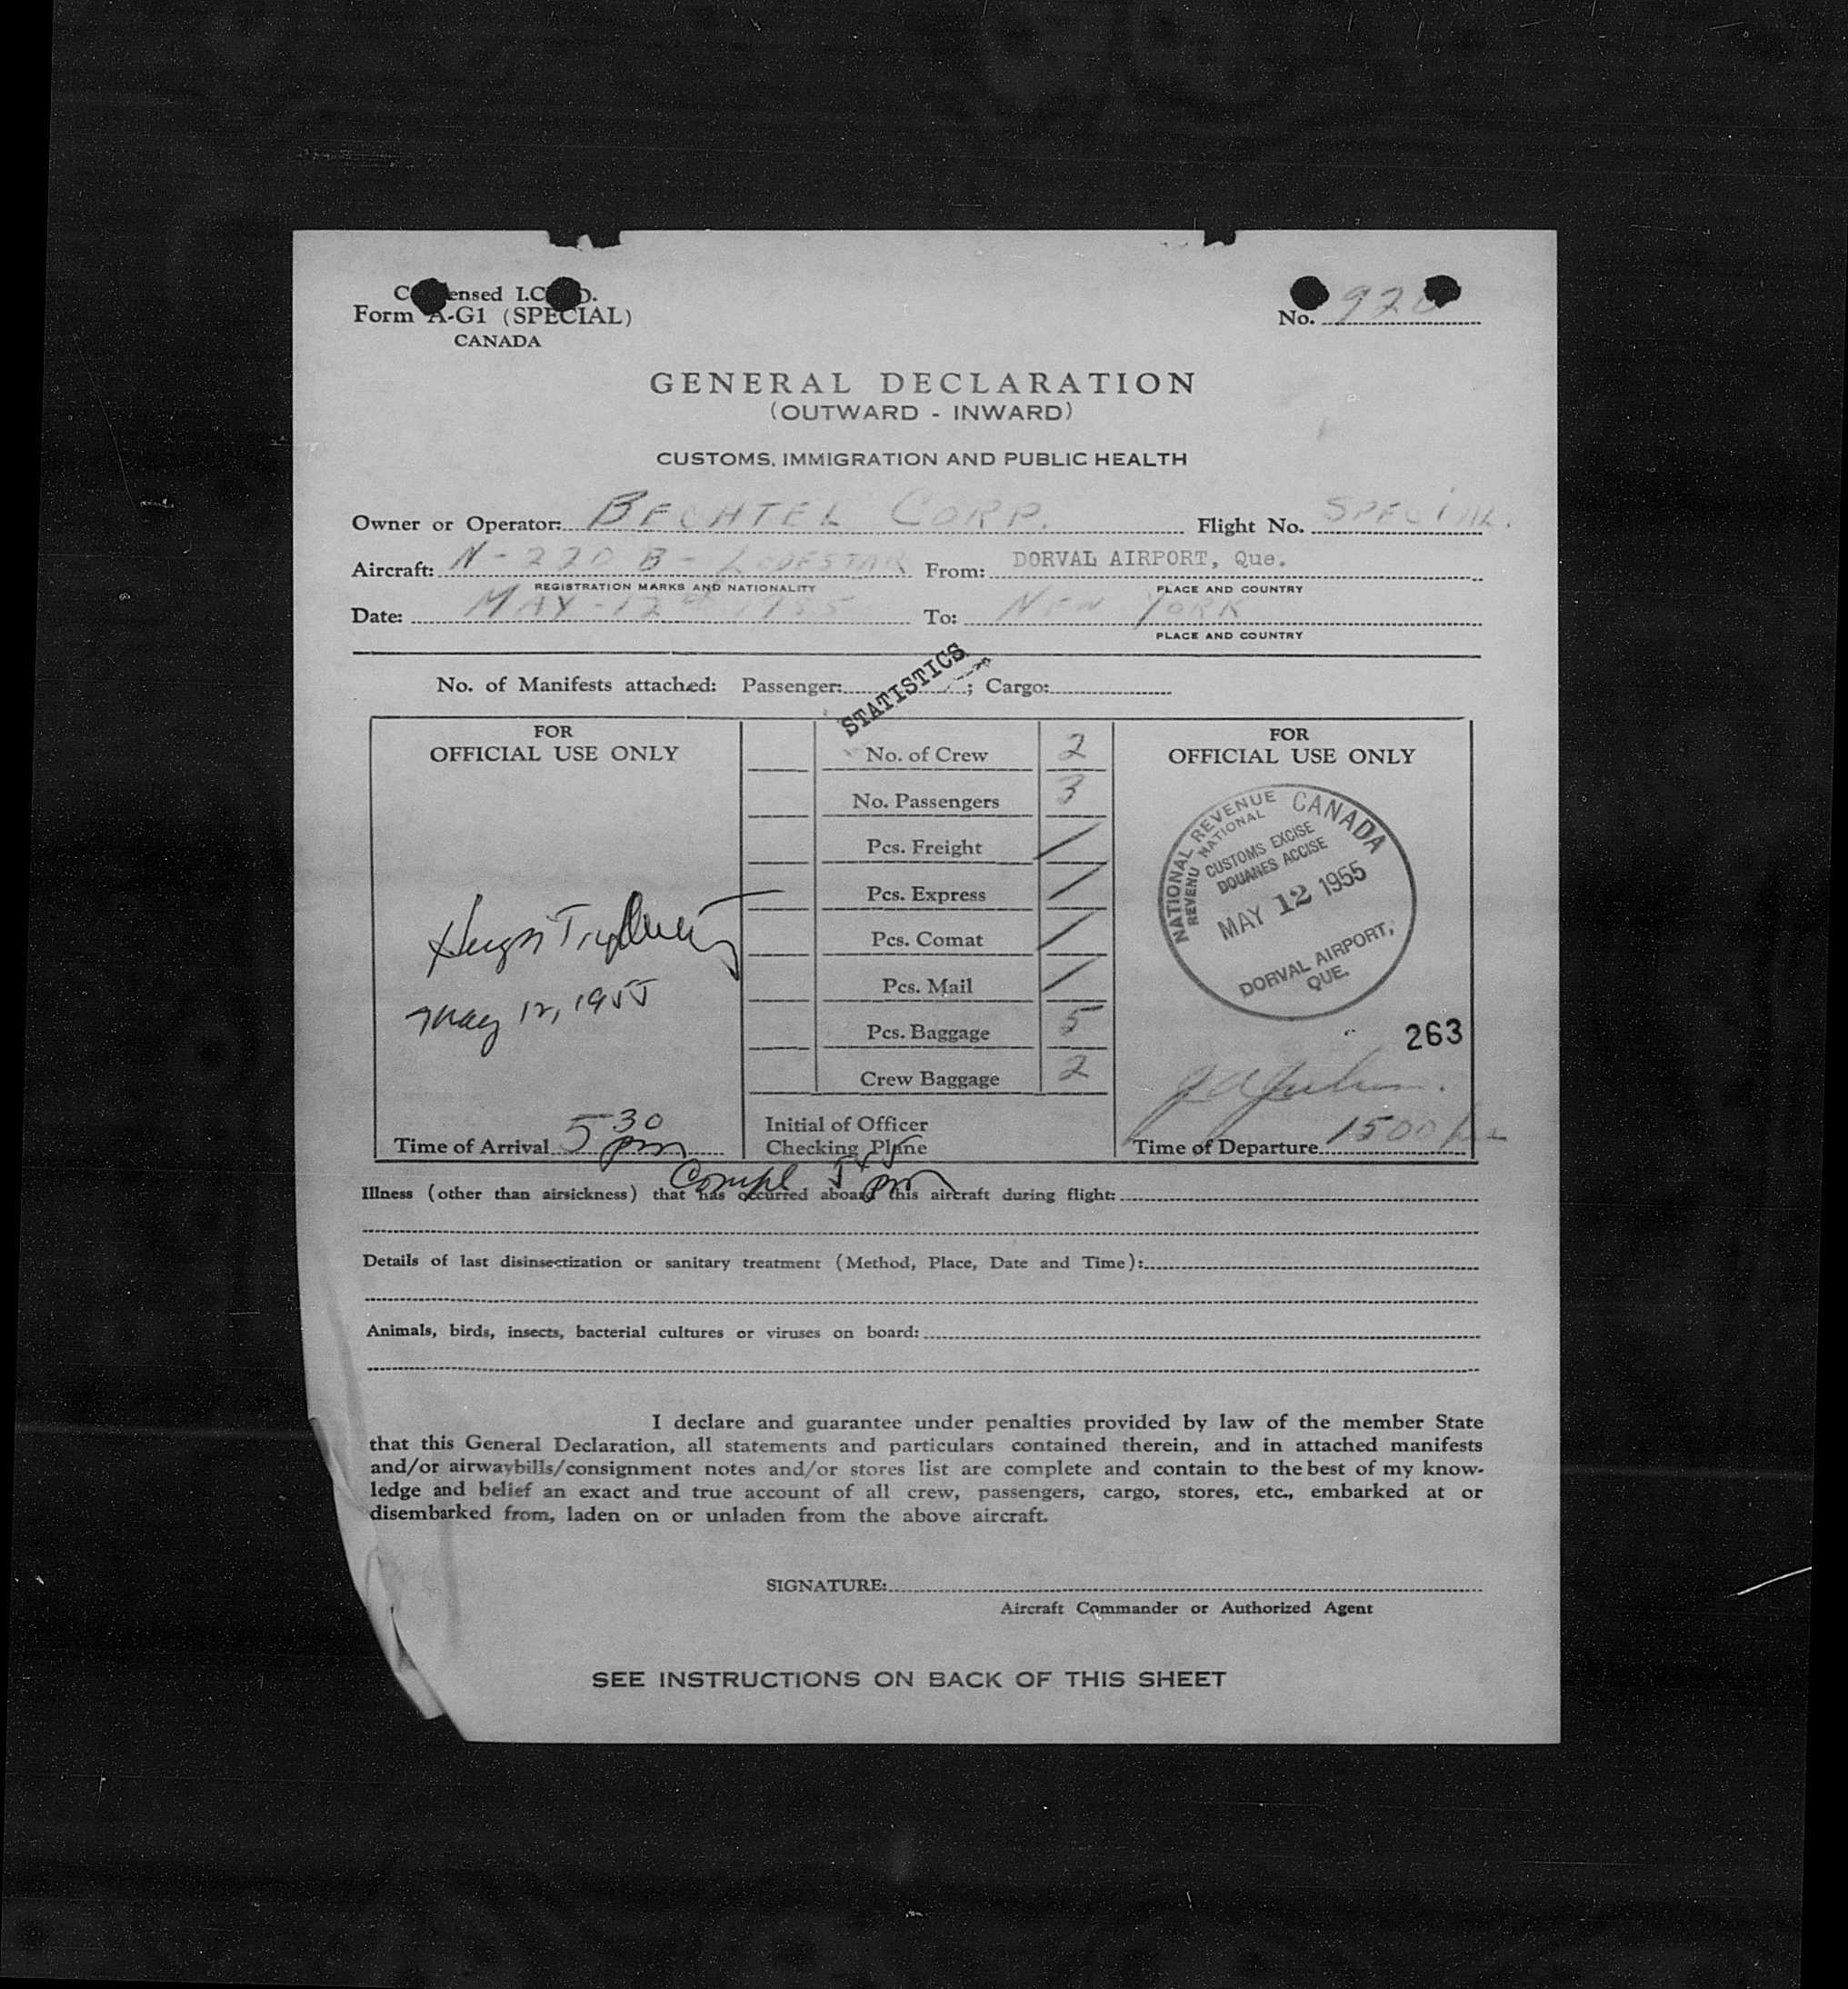 Condensed I.C.A.O. No. 920
Form A-G1 (SPECIAL)
CANADA
GENERAL DECLARATION
(OUTWARD - INWARD)
CUSTOMS, IMMIGRATION AND PUBLIC HEALTH
Owner or Operator: BECHTEL CORP. Flight No. SPECIAL.
Aircraft: N-220 B - LODESTAR From: DORVAL AIRPORT, Que.
REGISTRATION MARKS AND NATIONALITY PLACE AND COUNTRY
Date: MAY-12th 1955 To: NEW YORK
PLACE AND COUNTRY
STATISTICS
No. of Manifests attached: Passenger: ; Cargo:
FOR
OFFICIAL USE ONLY
No. of Crew 2
No. Passengers 3
Pcs. Freight /
Pcs. Express /
Pcs. Comat /
Pcs. Mail /
Pcs. Baggage 5
Crew Baggage 2
Initial of Officer
Checking Plane
May 12, 1955
Time of Arrival 5 30 pm
Compl 5 45 pm
FOR
OFFICIAL USE ONLY
NATIONAL REVENUE CANADA
REVENU NATIONAL
CUSTOMS EXCISE
DOUANES ACCISE
MAY 12 1955
DORVAL AIRPORT,
QUE.
263
Time of Departure 1500 hrs
Illness (other than airsickness) that has occurred aboard this aircraft during flight:
Details of last disinsectization or sanitary treatment (Method, Place, Date and Time):
Animals, birds, insects, bacterial cultures or viruses on board:
I declare and guarantee under penalties provided by law of the member State
that this General Declaration, all statements and particulars contained therein, and in attached manifests
and/or airwaybills/consignment notes and/or stores list are complete and contain to the best of my know-
ledge and belief an exact and true account of all crew, passengers, cargo, stores, etc., embarked at or
disembarked from, laden on or unladen from the above aircraft.
SIGNATURE:
Aircraft Commander or Authorized Agent
SEE INSTRUCTIONS ON BACK OF THIS SHEET